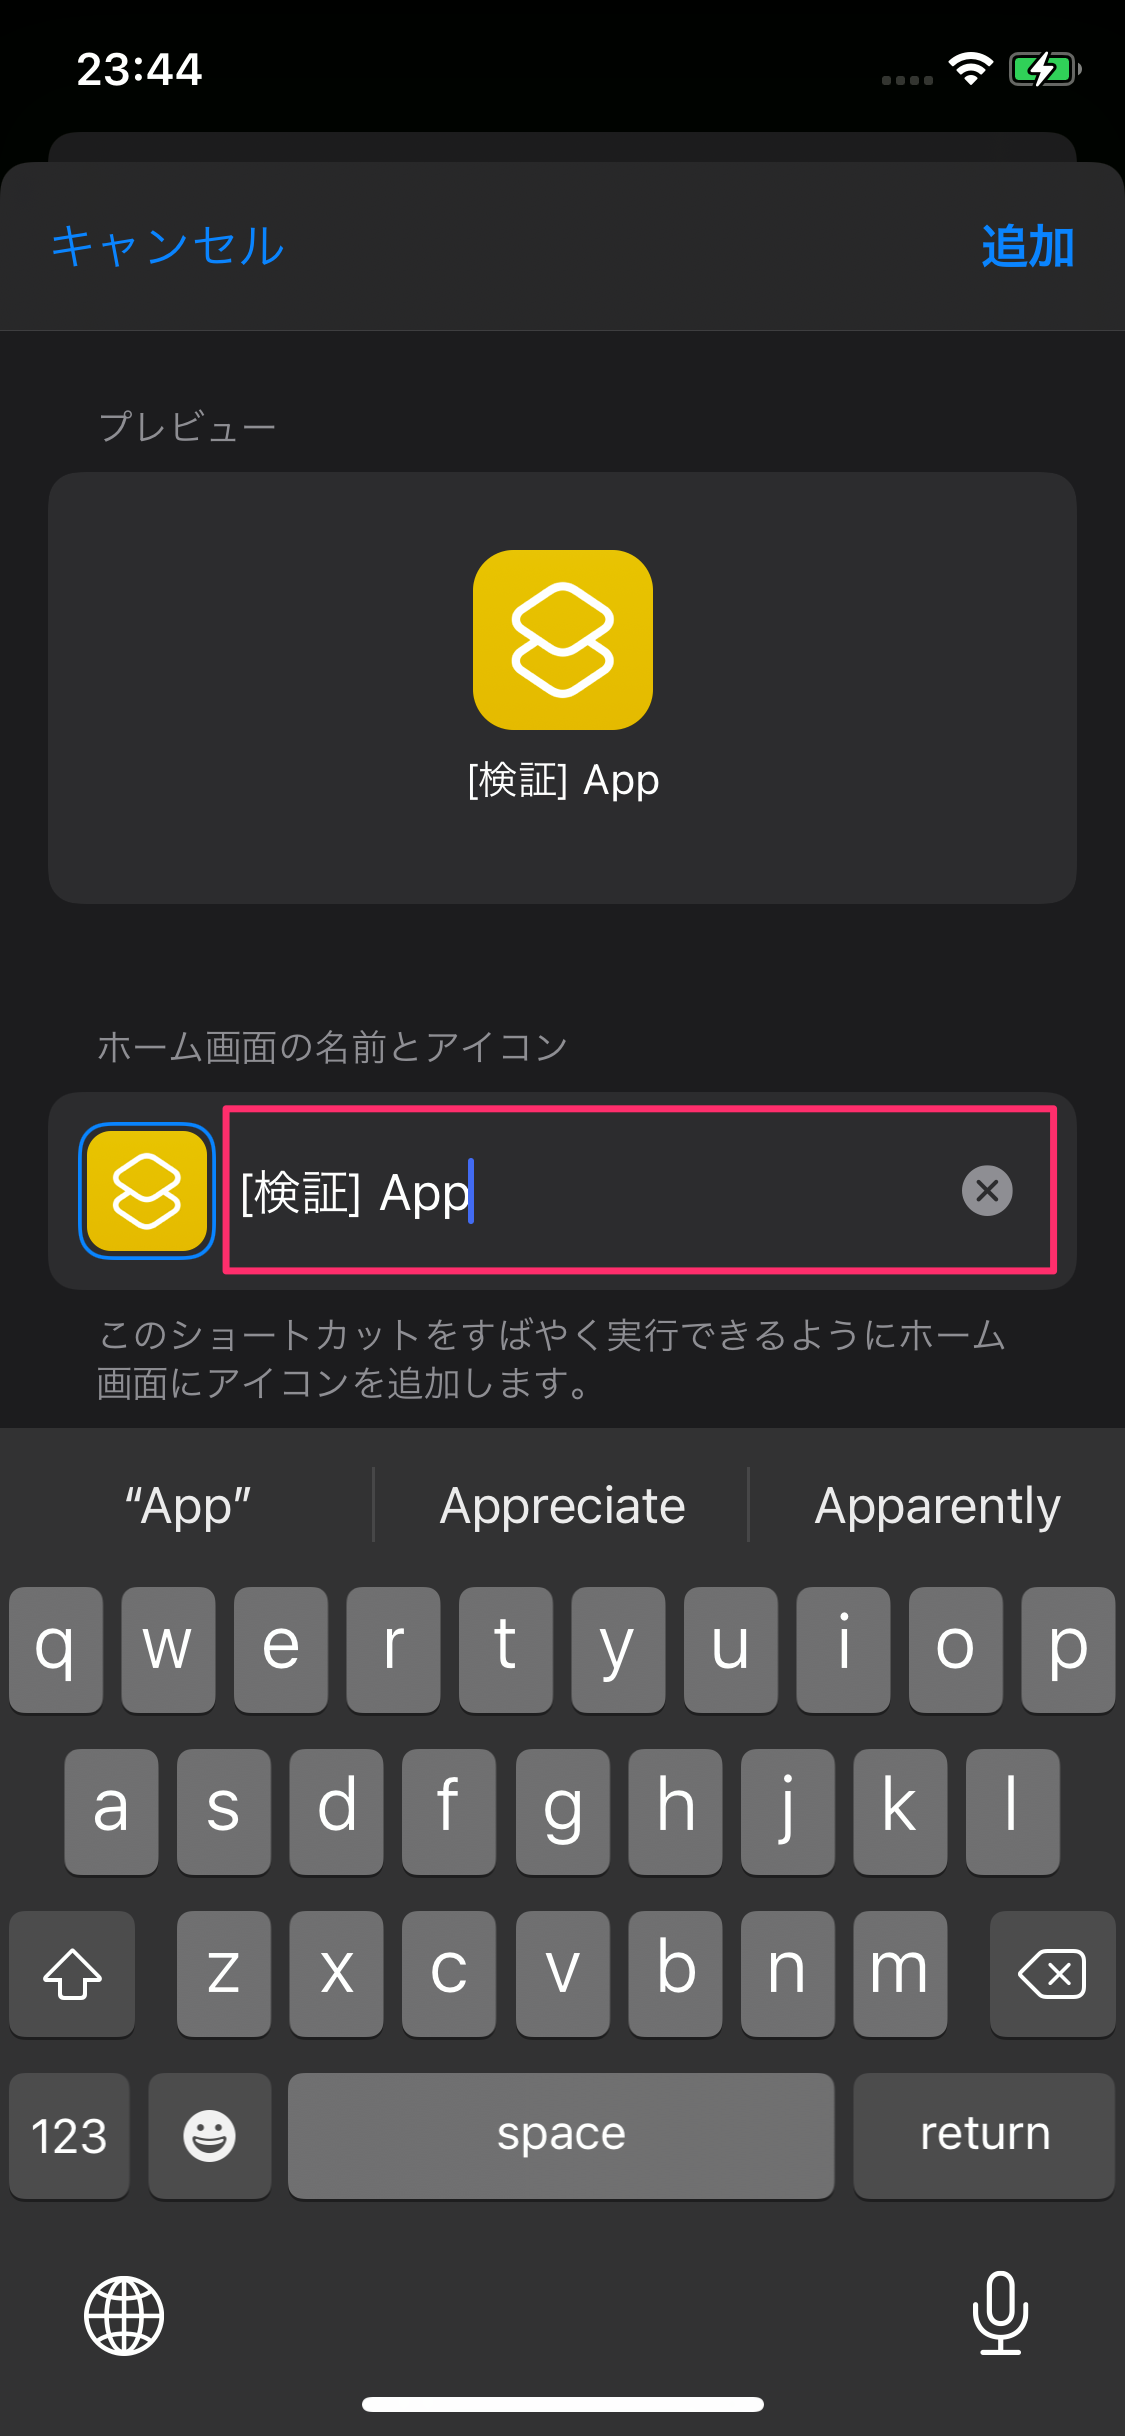 23:44
キャンセル 追加
プレビュー
[検証] App
ホーム画面の名前とアイコン
[検証] App
このショートカットをすばやく実行できるようにホーム
画面にアイコンを追加します。
“App” Appreciate Apparently
q w e r t y u i o p
a s d f g h j k l
z x c v b n m
123 space return